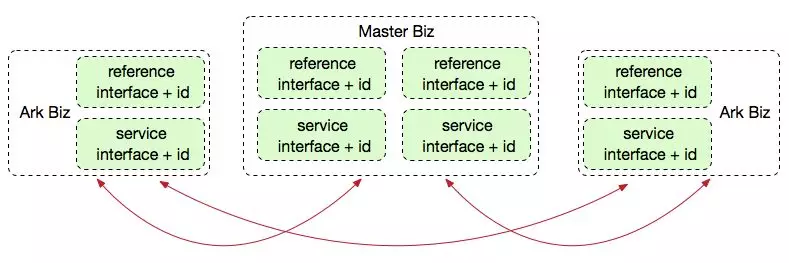 Master Biz
Ark Biz
reference
interface + id
service
interface + id
reference
interface + id
reference
interface + id
service
interface + id
service
interface + id
reference
interface + id
service
interface + id
Ark Biz